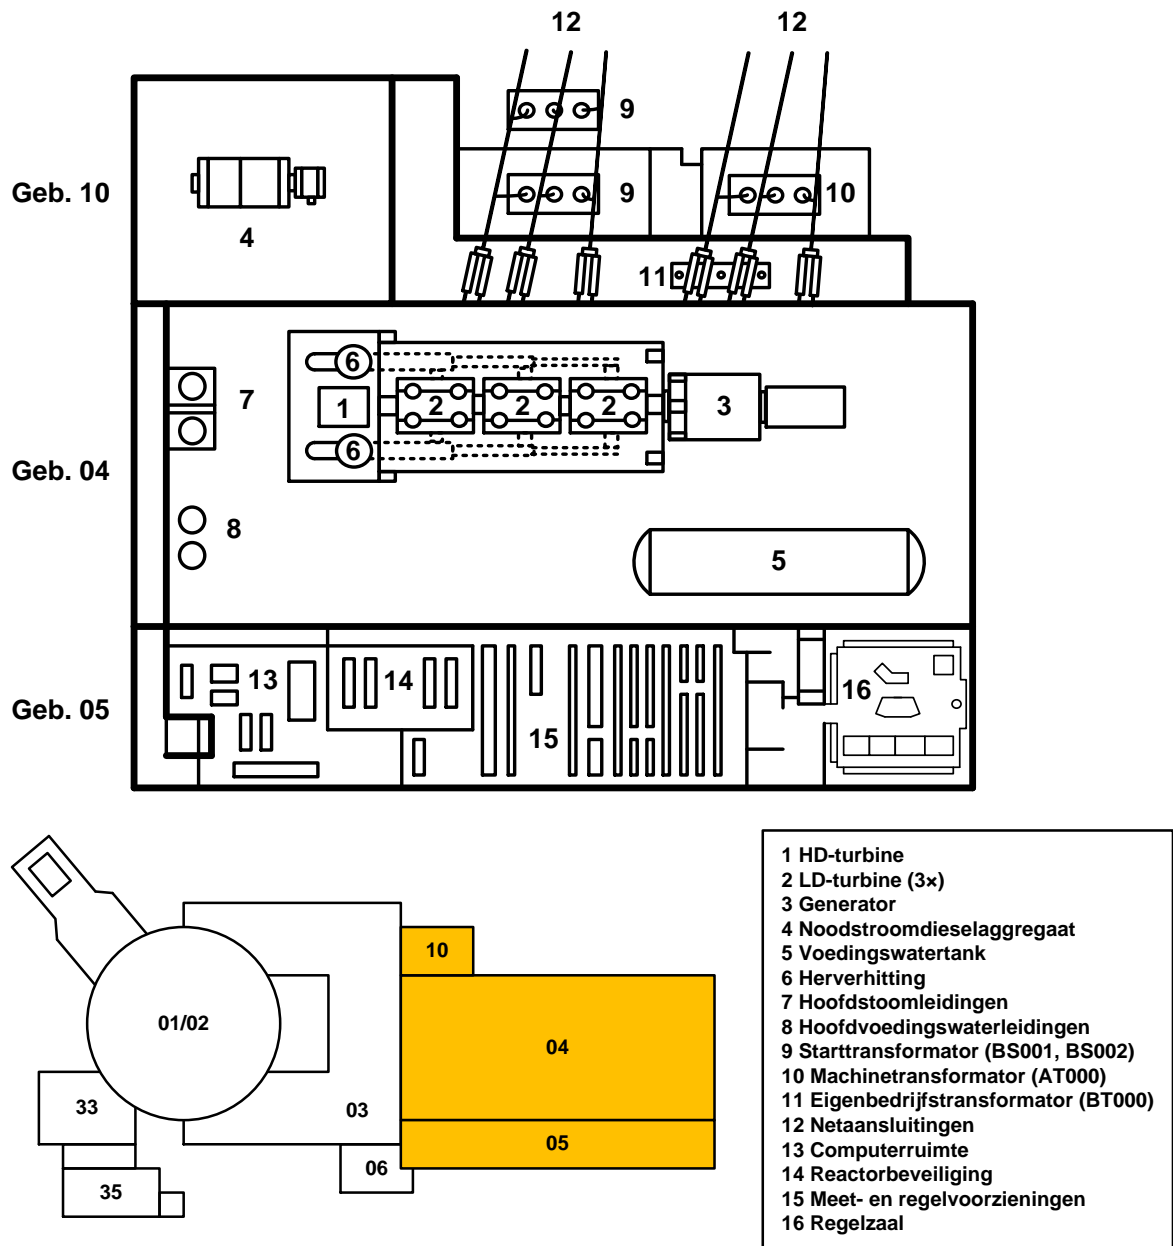 12 12
9
Geb. 10
9
10
4
11
6
7
1
2 2 2
3
6
Geb. 04
8
5
13
14
16
Geb. 05
15
10
01/02
04
33
03
05
06
35
1 HD-turbine
2 LD-turbine (3×)
3 Generator
4 Noodstroomdieselaggregaat
5 Voedingswatertank
6 Herverhitting
7 Hoofdstoomleidingen
8 Hoofdvoedingswaterleidingen
9 Starttransformator (BS001, BS002)
10 Machinetransformator (AT000)
11 Eigenbedrijfstransformator (BT000)
12 Netaansluitingen
13 Computerruimte
14 Reactorbeveiliging
15 Meet- en regelvoorzieningen
16 Regelzaal